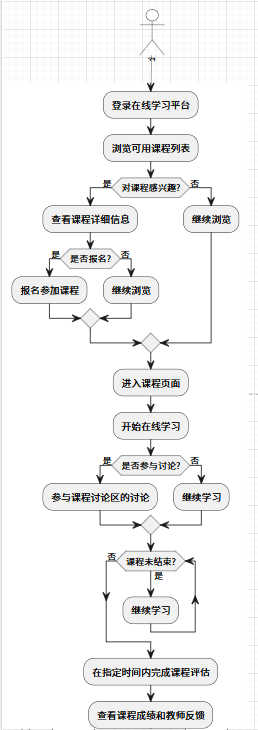 登录在线学习平台
浏览可用课程列表
是 对课程感兴趣? 否
查看课程详细信息 继续浏览
是 是否报名? 否
报名参加课程 继续浏览
进入课程页面
开始在线学习
是 是否参与讨论? 否
参与课程讨论区的讨论 继续学习
否 课程未结束?
是
继续学习
在指定时间内完成课程评估
查看课程成绩和教师反馈